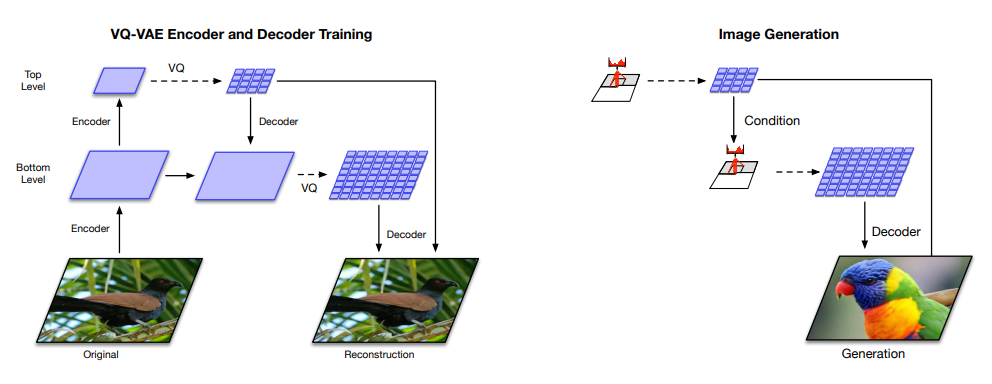 VQ-VAE Encoder and Decoder Training
Top
Level
VQ
Encoder
Decoder
Bottom
Level
VQ
Encoder
Decoder
Original
Reconstruction
Image Generation
Condition
Decoder
Generation